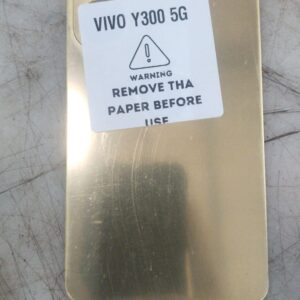 VIVO Y300 5G
WARNING
REMOVE THA
PAPER BEFORE
USE